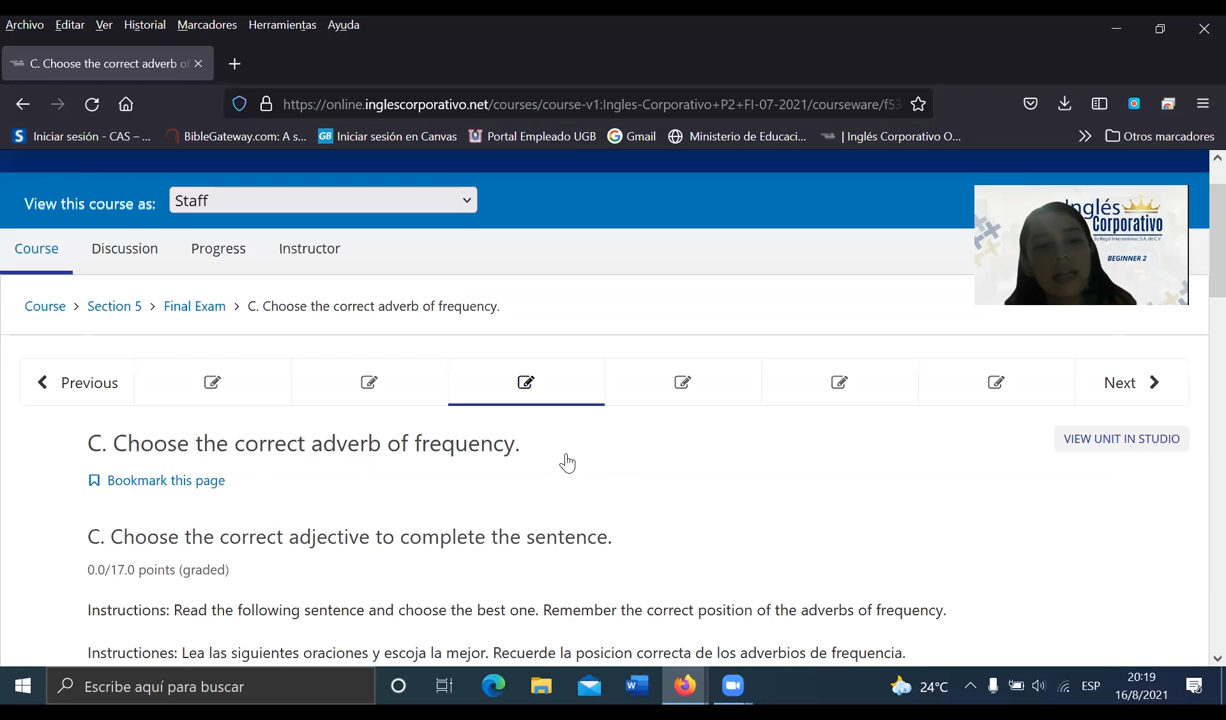 Archivo Editar Ver Historial Marcadores Herramientas Ayuda
C. Choose the correct adverb of
https://online.inglescorporativo.net/courses/course-v1:Ingles-Corporativo+P2+FI-07-2021/courseware/f53
Iniciar sesión - CAS – ... BibleGateway.com: A s... GB Iniciar sesión en Canvas Portal Empleado UGB Gmail Ministerio de Educaci... | Inglés Corporativo O... Otros marcadores
View this course as: Staff
Inglés
Corporativo
By Regal International, S.A. de C.V
BEGINNER 2
Course Discussion Progress Instructor
Course > Section 5 > Final Exam > C. Choose the correct adverb of frequency.
Previous Next
C. Choose the correct adverb of frequency.
VIEW UNIT IN STUDIO
Bookmark this page
C. Choose the correct adjective to complete the sentence.
0.0/17.0 points (graded)
Instructions: Read the following sentence and choose the best one. Remember the correct position of the adverbs of frequency.
Instructiones: Lea las siguientes oraciones y escoja la mejor. Recuerde la posicion correcta de los adverbios de frecuencia.
Escribe aquí para buscar
24°C ESP 20:19
16/8/2021